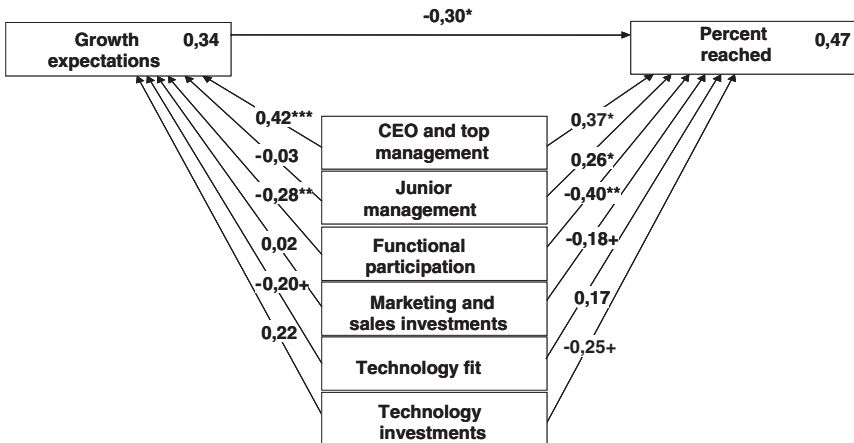 -0,30*
Growth
expectations
0,34
Percent
reached
0,47
0,42***
CEO and top
management
0,37*
-0,03
Junior
management
0,26*
-0,28**
Functional
participation
-0,40**
0,02
Marketing and
sales investments
-0,18+
-0,20+
Technology fit
0,17
0,22
Technology
investments
-0,25+